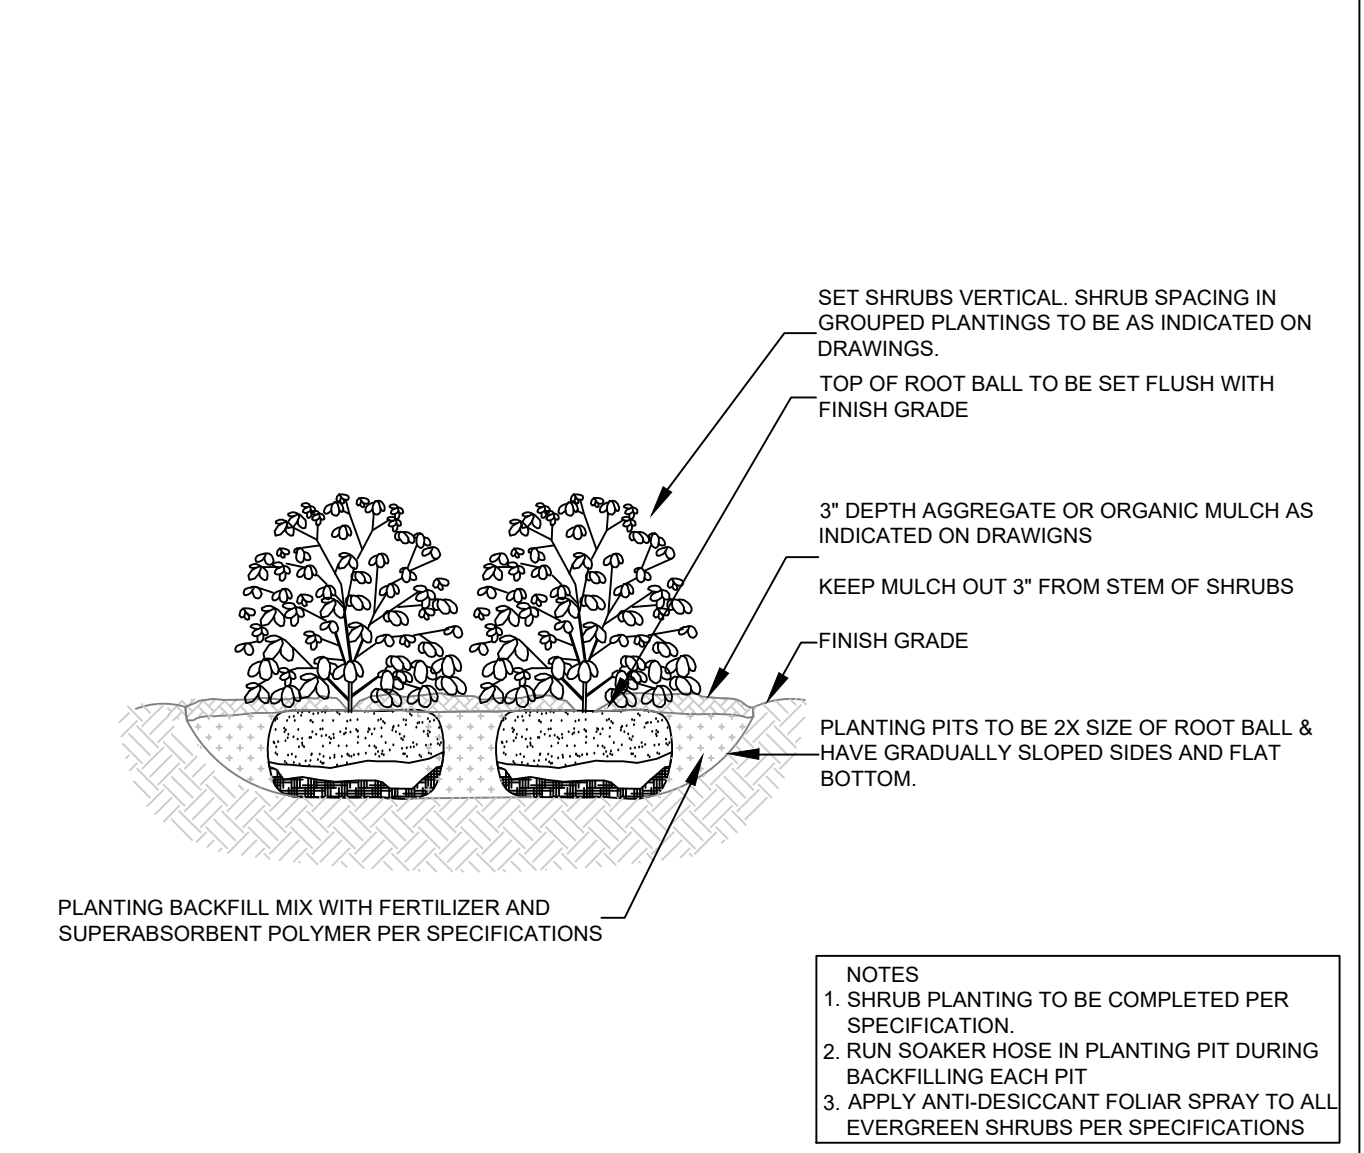 SET SHRUBS VERTICAL. SHRUB SPACING IN
GROUPED PLANTINGS TO BE AS INDICATED ON
DRAWINGS.
TOP OF ROOT BALL TO BE SET FLUSH WITH
FINISH GRADE
3" DEPTH AGGREGATE OR ORGANIC MULCH AS
INDICATED ON DRAWIGNS
KEEP MULCH OUT 3" FROM STEM OF SHRUBS
FINISH GRADE
PLANTING PITS TO BE 2X SIZE OF ROOT BALL &
HAVE GRADUALLY SLOPED SIDES AND FLAT
BOTTOM.
PLANTING BACKFILL MIX WITH FERTILIZER AND
SUPERABSORBENT POLYMER PER SPECIFICATIONS
NOTES
1. SHRUB PLANTING TO BE COMPLETED PER
SPECIFICATION.
2. RUN SOAKER HOSE IN PLANTING PIT DURING
BACKFILLING EACH PIT
3. APPLY ANTI-DESICCANT FOLIAR SPRAY TO ALL
EVERGREEN SHRUBS PER SPECIFICATIONS